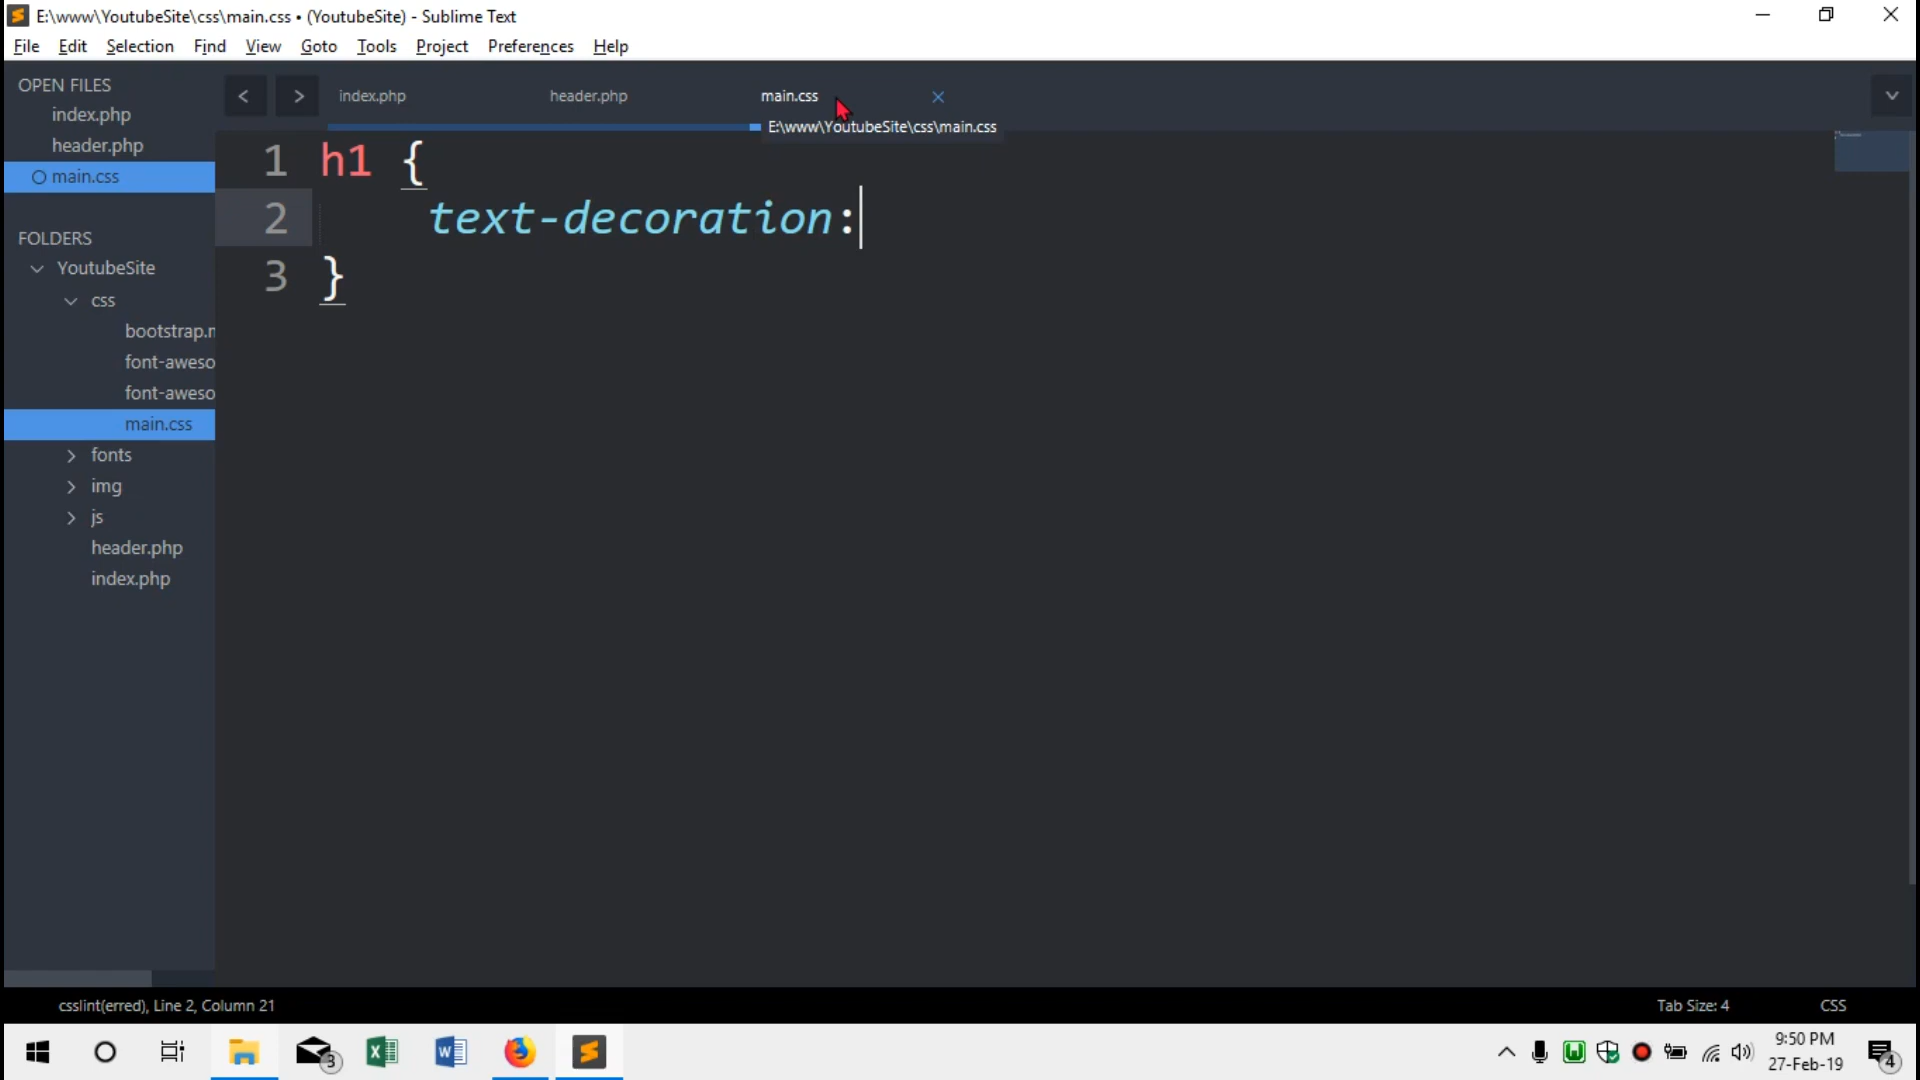 E:\www\YoutubeSite\css\main.css • (YoutubeSite) - Sublime Text
File Edit Selection Find View Goto Tools Project Preferences Help
OPEN FILES
index.php
header.php
main.css
FOLDERS
YoutubeSite
css
bootstrap.m
font-aweso
font-aweso
main.css
fonts
img
js
header.php
index.php
index.php header.php main.css
E:\www\YoutubeSite\css\main.css
1 h1 {
2 text-decoration:
3 }
csslint(erred), Line 2, Column 21 Tab Size: 4 CSS
3
9:50 PM
27-Feb-19
4